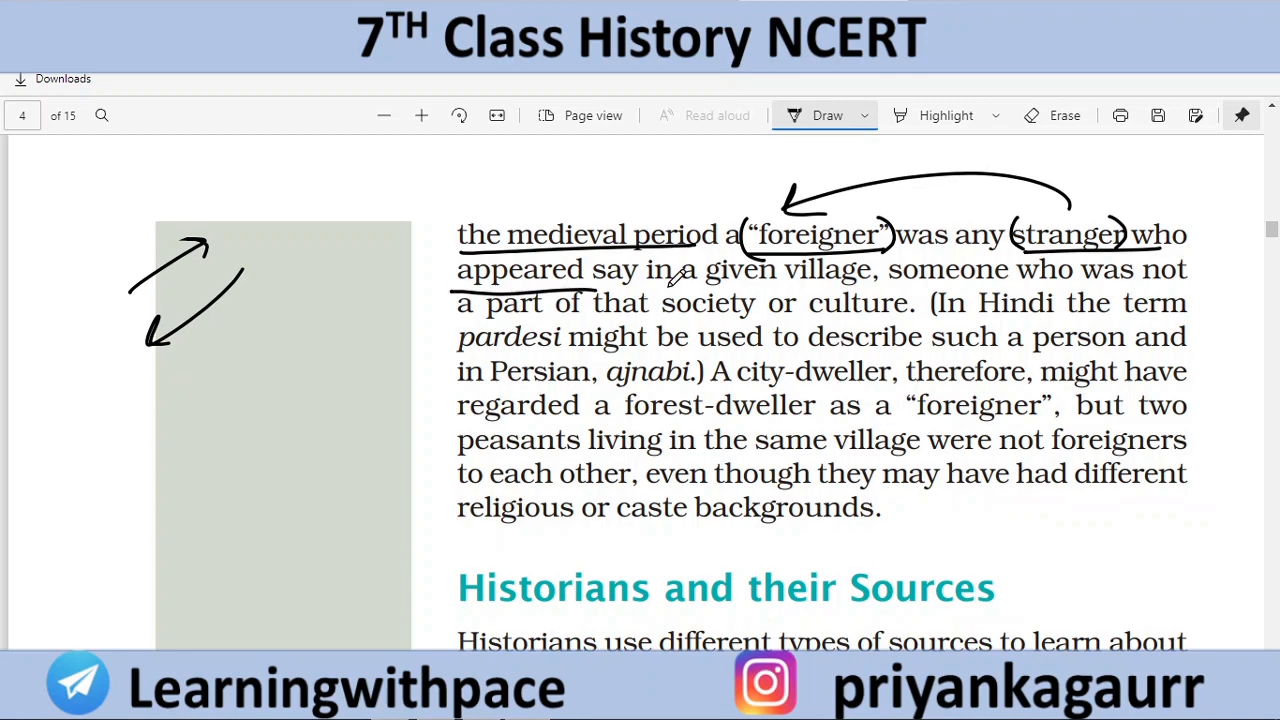 7TH Class History NCERT
Downloads
4 of 15 Page view Read aloud Draw Highlight Erase
the medieval period a “foreigner” was any stranger who
appeared say in a given village, someone who was not
a part of that society or culture. (In Hindi the term
pardesi might be used to describe such a person and
in Persian, ajnabi.) A city-dweller, therefore, might have
regarded a forest-dweller as a “foreigner”, but two
peasants living in the same village were not foreigners
to each other, even though they may have had different
religious or caste backgrounds.
Historians and their Sources
Historians use different types of sources to learn about
Learningwithpace priyankagaurr